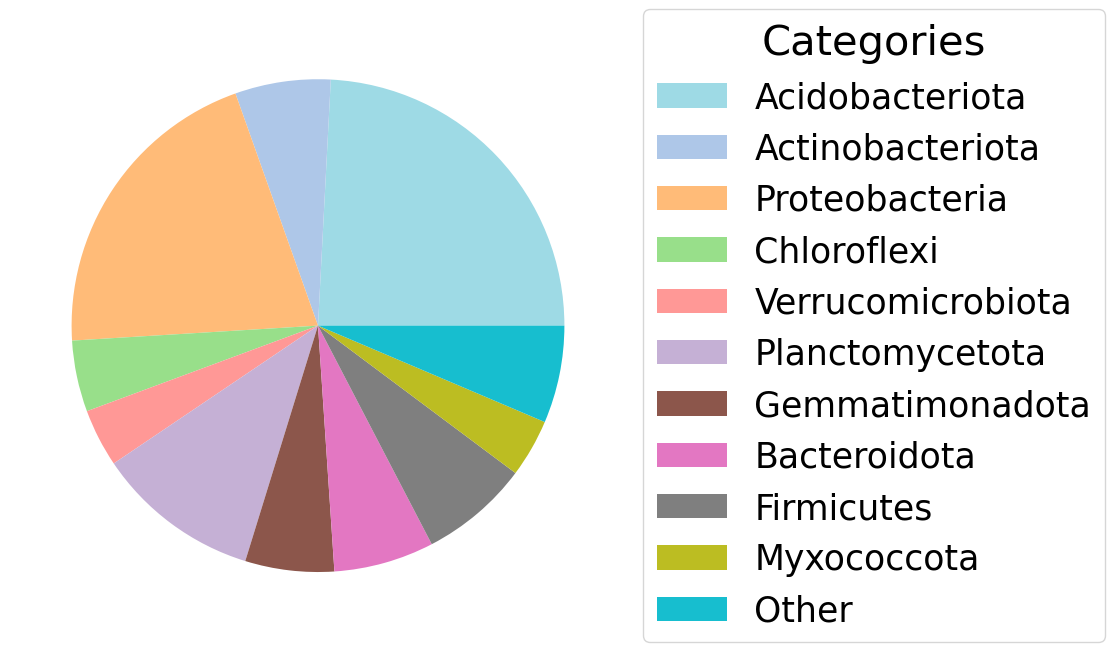 Categories
Acidobacteriota
Actinobacteriota
Proteobacteria
Chloroflexi
Verrucomicrobiota
Planctomycetota
Gemmatimonadota
Bacteroidota
Firmicutes
Myxococcota
Other